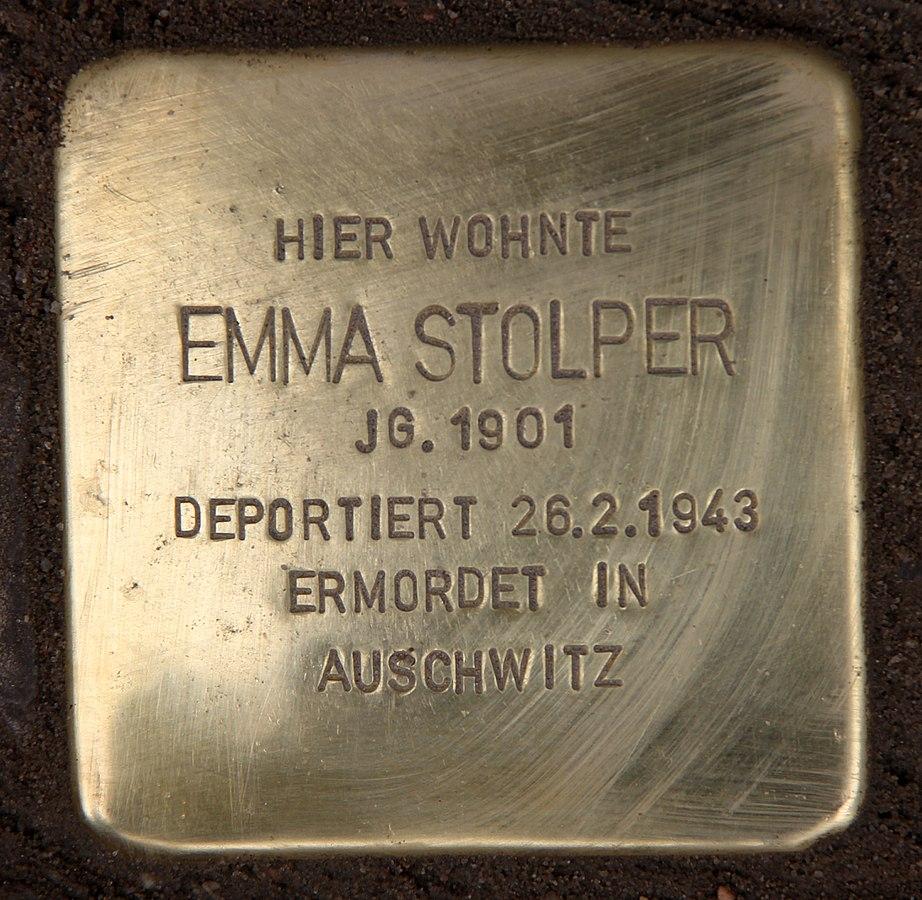 HIER WOHNTE
EMMA STOLPER
JG. 1901
DEPORTIERT 26.2.1943
ERMORDET IN
AUSCHWITZ